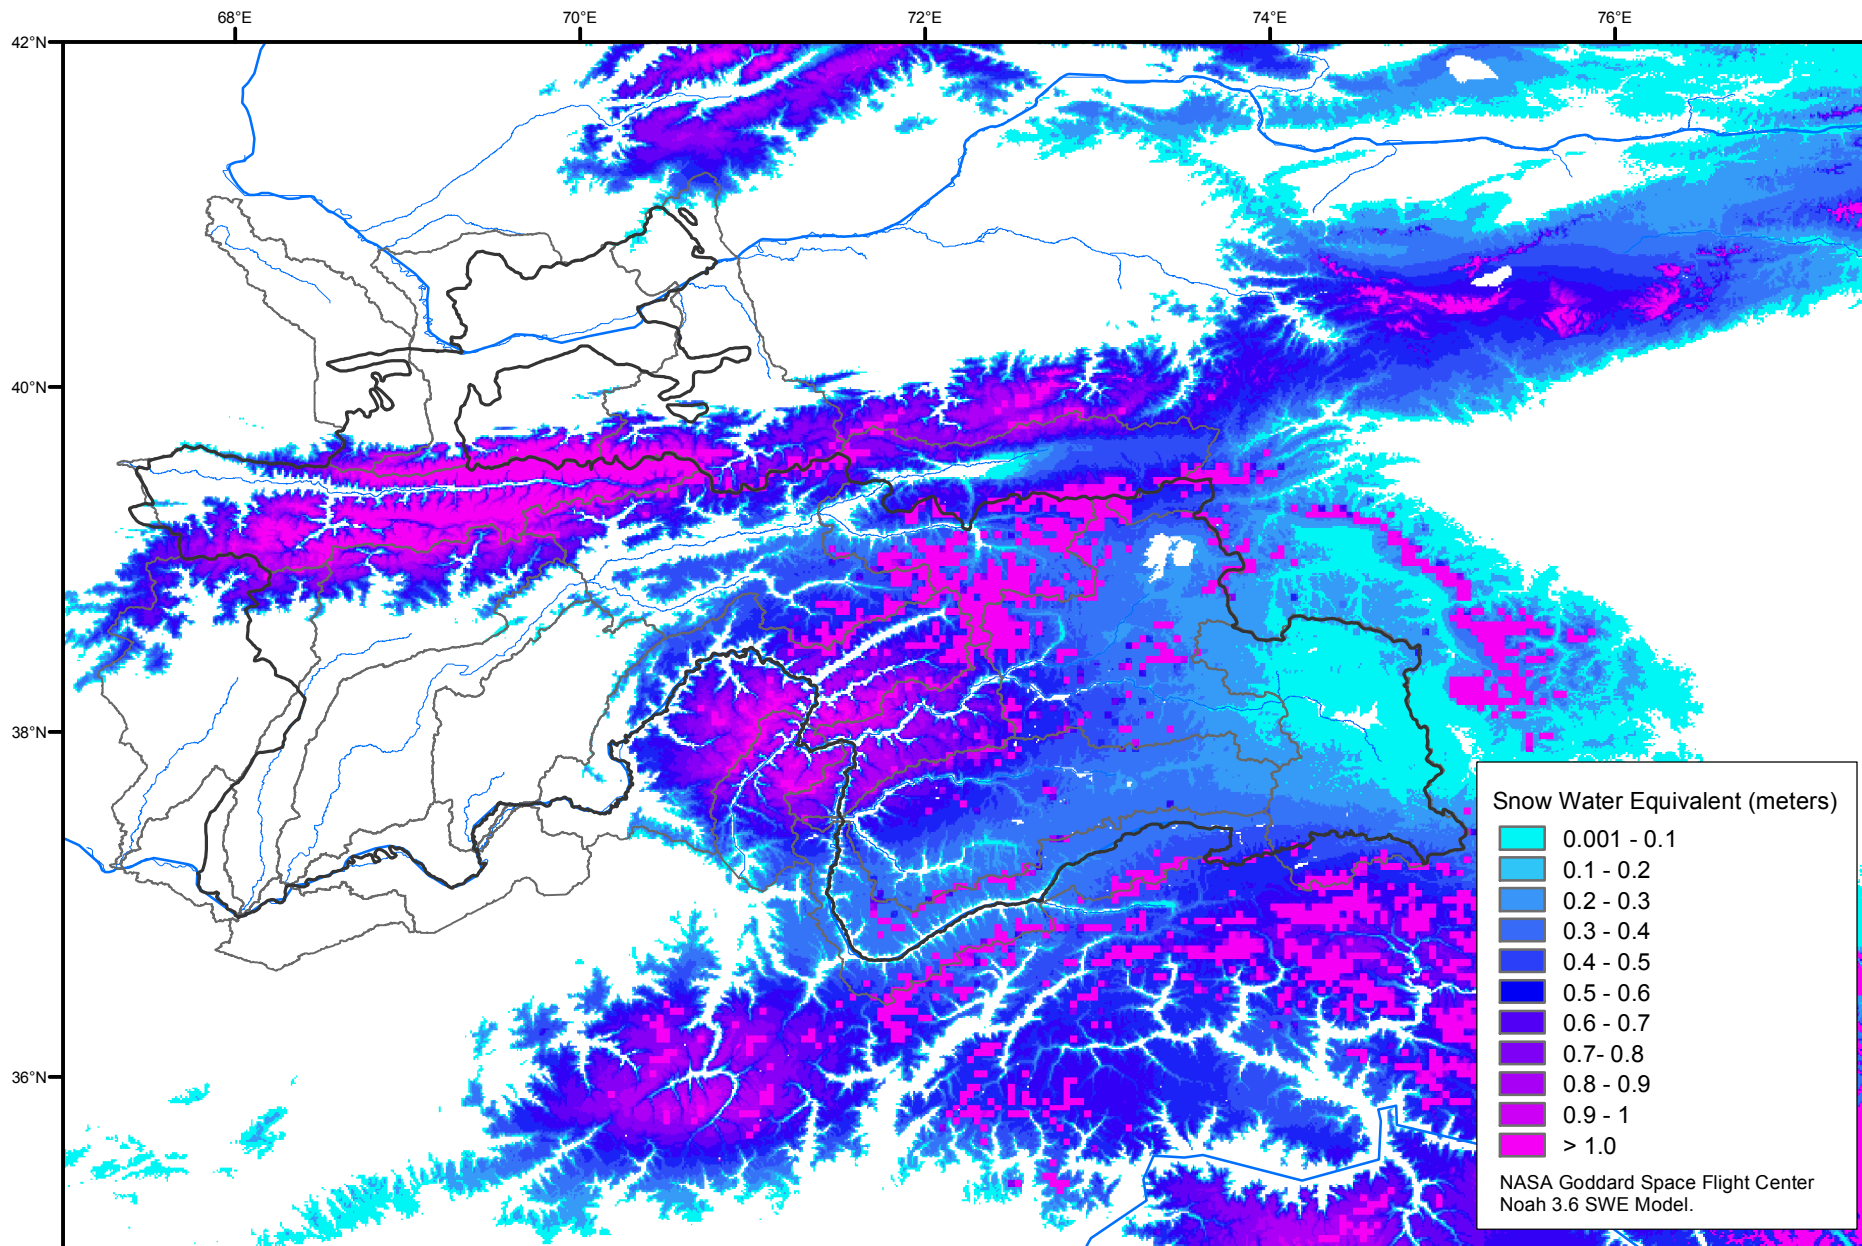 68°E
70°E
72°E
74°E
76°E
42°N
40°N
38°N
36°N
Snow Water Equivalent (meters)
0.001 - 0.1
0.1 - 0.2
0.2 - 0.3
0.3 - 0.4
0.4 - 0.5
0.5 - 0.6
0.6 - 0.7
0.7- 0.8
0.8 - 0.9
0.9 - 1
> 1.0
NASA Goddard Space Flight Center
Noah 3.6 SWE Model.